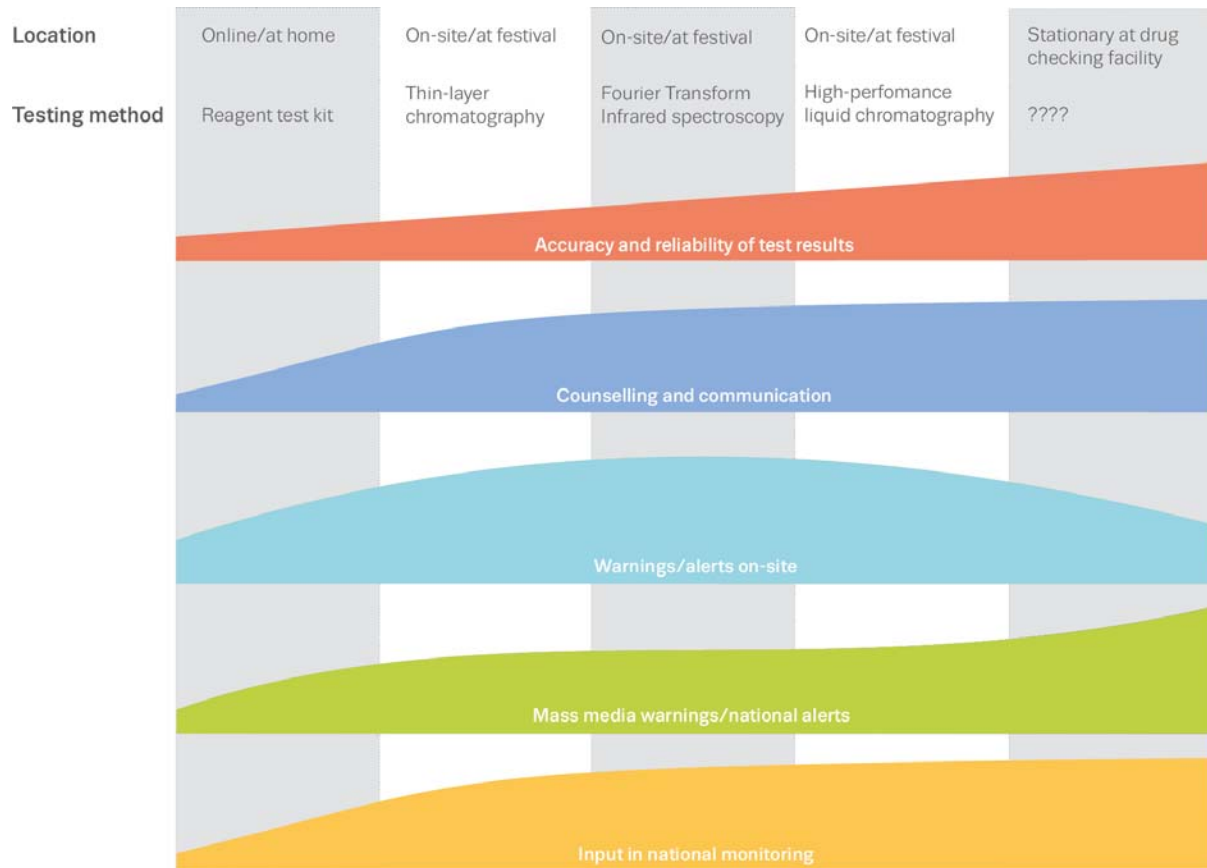 Location
Online/at home
On-site/at festival
On-site/at festival
On-site/at festival
Stationary at drug
checking facility
Testing method
Reagent test kit
Thin-layer
chromatography
Fourier Transform
Infrared spectroscopy
High-perfomance
liquid chromatography
????
Accuracy and reliability of test results
Counselling and communication
Warnings/alerts on-site
Mass media warnings/national alerts
Input in national monitoring